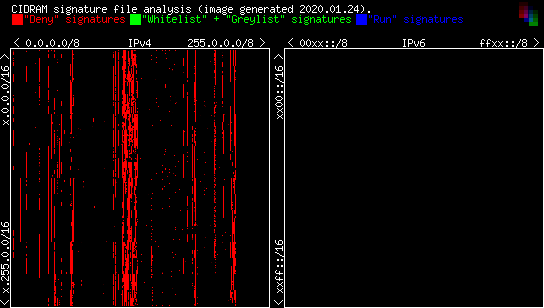 CIDRAM signature file analysis (image generated 2020.01.24).
"Deny" signatures "Whitelist" + "Greylist" signatures "Run" signatures
< 0.0.0.0/8 IPv4 255.0.0.0/8 >
< 00xx::/8 IPv6 ffxx::/8 >
< x.255.0.0/16 x.0.0.0/16 >
< xxff::/16 xx00::/16 >